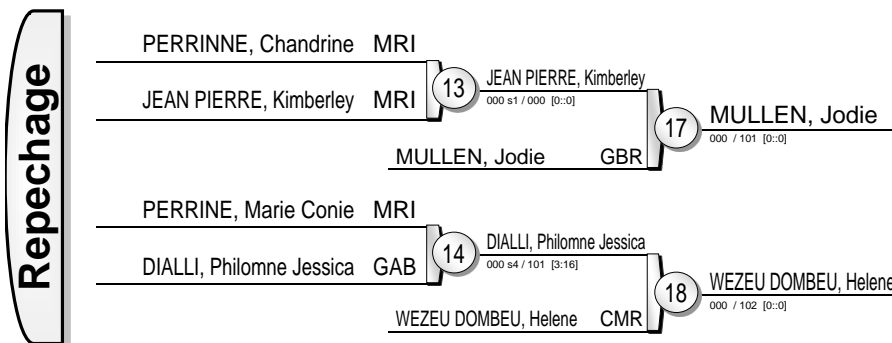 Repechage
PERRINNE, Chandrine MRI
JEAN PIERRE, Kimberley MRI
13
JEAN PIERRE, Kimberley
000 s1 / 000 [0::0]
MULLEN, Jodie GBR
17
MULLEN, Jodie
000 / 101 [0::0]
PERRINE, Marie Conie MRI
DIALLI, Philomne Jessica GAB
14
DIALLI, Philomne Jessica
000 s4 / 101 [3:16]
WEZEU DOMBEU, Helene CMR
18
WEZEU DOMBEU, Helene
000 / 102 [0::0]